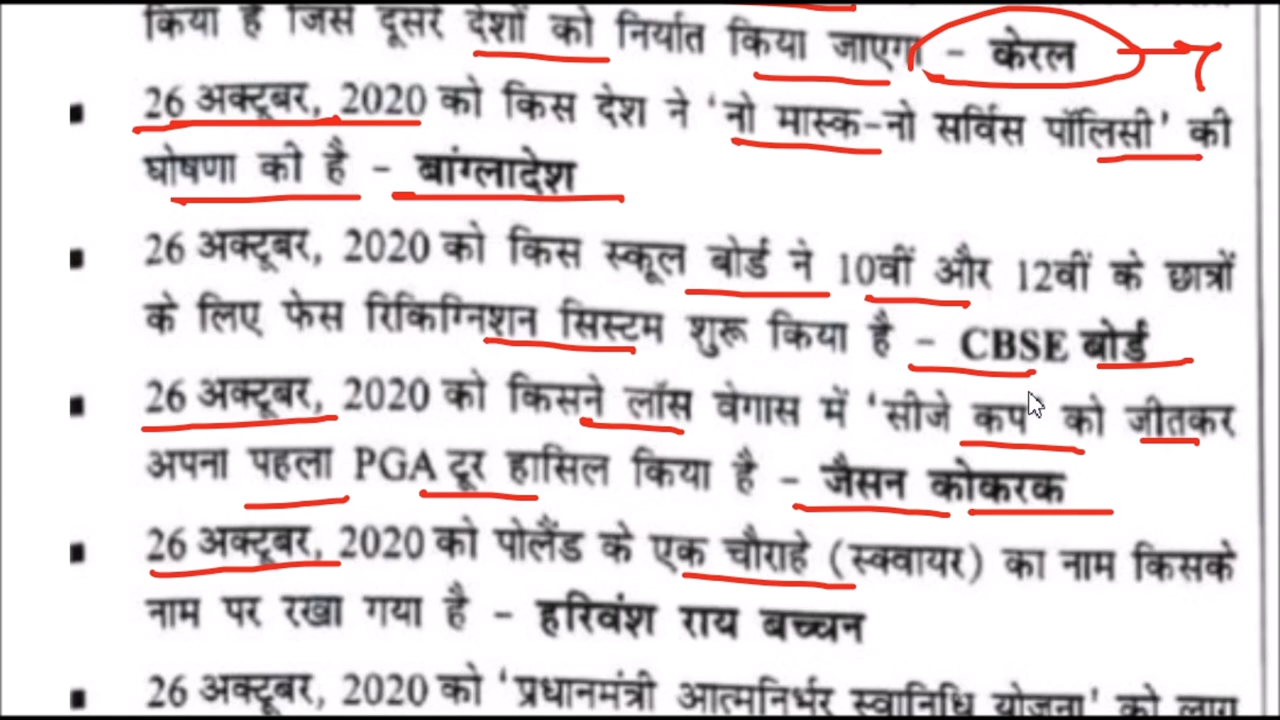 किया है जिसे दूसरे देशों को निर्यात किया जाएगा – केरल
▪ 26 अक्टूबर, 2020 को किस देश ने 'नो मास्क-नो सर्विस पॉलिसी' की
घोषणा की है – बांग्लादेश
▪ 26 अक्टूबर, 2020 को किस स्कूल बोर्ड ने 10वीं और 12वीं के छात्रों
के लिए फेस रिकिग्निशन सिस्टम शुरू किया है – CBSE बोर्ड
▪ 26 अक्टूबर, 2020 को किसने लॉस वेगास में 'सीजे कप' को जीतकर
अपना पहला PGA टूर हासिल किया है – जैसन कोकरक
▪ 26 अक्टूबर, 2020 को पोलैंड के एक चौराहे (स्क्वायर) का नाम किसके
नाम पर रखा गया है – हरिवंश राय बच्चन
▪ 26 अक्टूबर, 2020 को 'प्रधानमंत्री आत्मनिर्भर स्वानिधि योजना' को लागू